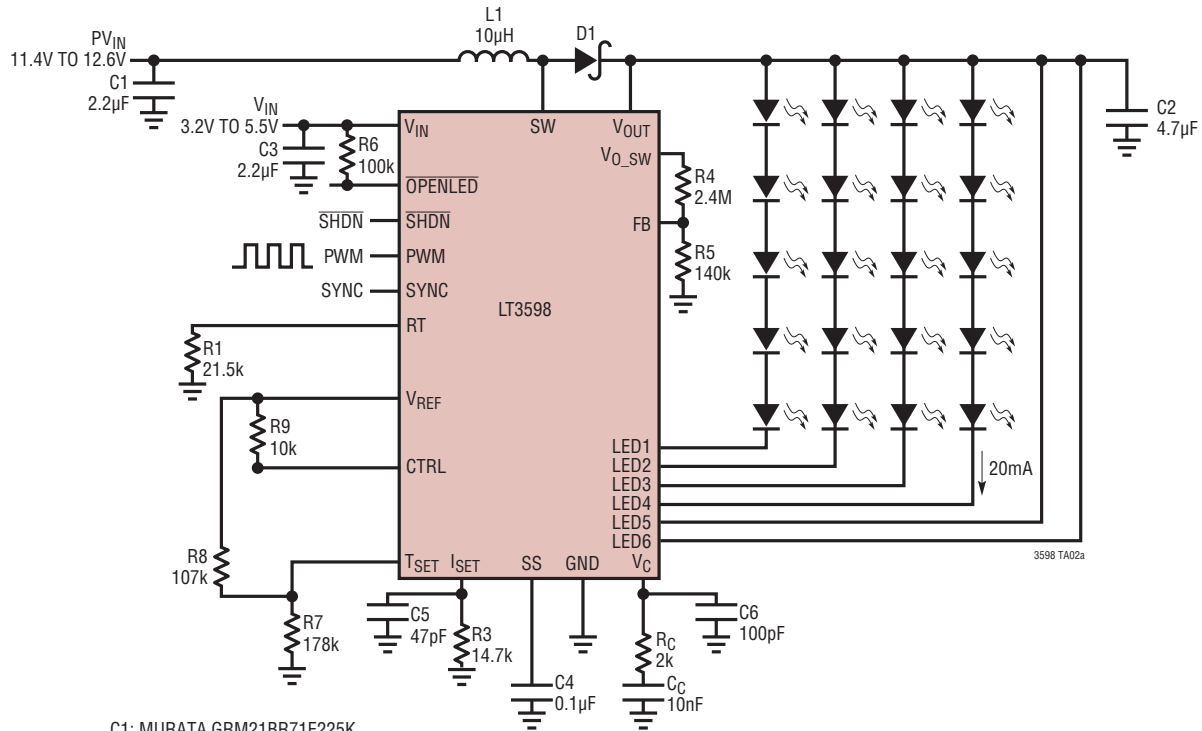 L1
10µH
D1
PVIN
11.4V TO 12.6V
C1
2.2µF
VIN
3.2V TO 5.5V
C3
2.2µF
R6
100k
VIN
SW
VOUT
VO_SW
R4
2.4M
C2
4.7µF
OPENLED
SHDN
SHDN
FB
R5
140k
PWM
PWM
SYNC
SYNC
LT3598
RT
R1
21.5k
VREF
R9
10k
CTRL
LED1
LED2
LED3
LED4
LED5
LED6
20mA
3598 TA02a
R8
107k
TSET
ISET
SS
GND
VC
R7
178k
C5
47pF
R3
14.7k
C4
0.1µF
RC
2k
CC
10nF
C6
100pF